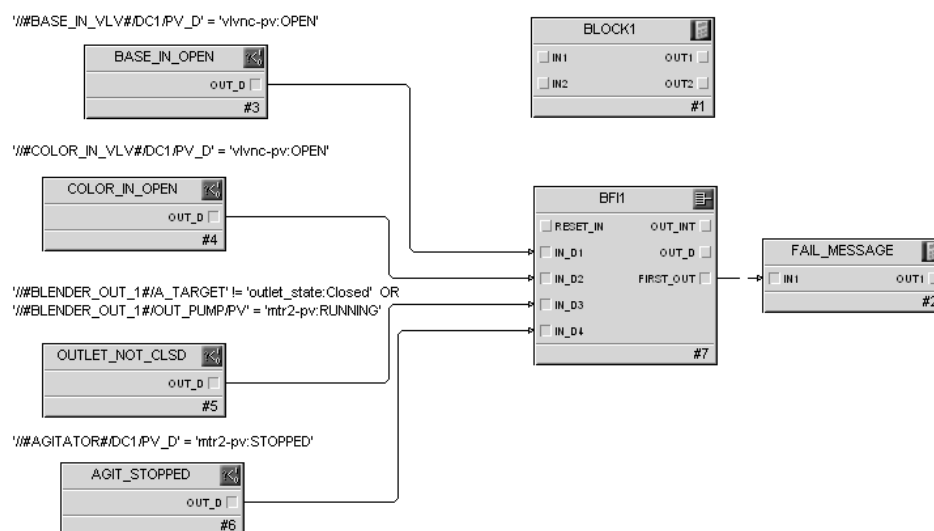 '//#BASE_IN_VLV#/DC1/PV_D' = 'vlvnc-pv:OPEN'
BASE_IN_OPEN
OUT_D
#3
BLOCK1
IN1 OUT1
IN2 OUT2
#1
'//#COLOR_IN_VLV#/DC1/PV_D' = 'vlvnc-pv:OPEN'
COLOR_IN_OPEN
OUT_D
#4
BFI1
RESET_IN OUT_INT
IN_D1 OUT_D
IN_D2 FIRST_OUT
IN_D3
IN_D4
#7
FAIL_MESSAGE
IN1 OUT1
#2
'//#BLENDER_OUT_1#/A_TARGET' != 'outlet_state:Closed' OR
'//#BLENDER_OUT_1#/OUT_PUMP/PV' = 'mtr2-pv:RUNNING'
OUTLET_NOT_CLSD
OUT_D
#5
'//#AGITATOR#/DC1/PV_D' = 'mtr2-pv:STOPPED'
AGIT_STOPPED
OUT_D
#6